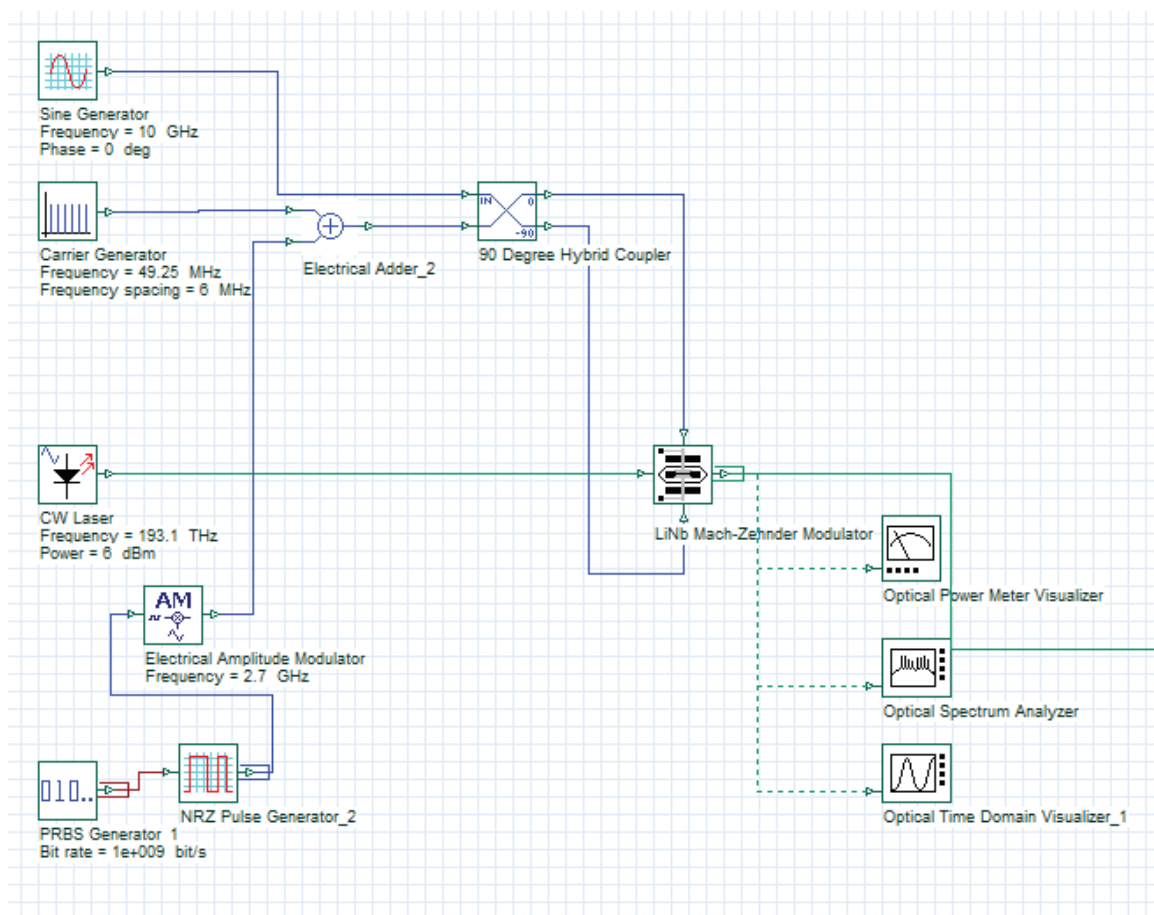 Sine Generator
Frequency = 10 GHz
Phase = 0 deg
IN
0
-90
Carrier Generator
Frequency = 49.25 MHz
Frequency spacing = 6 MHz
Electrical Adder_2
90 Degree Hybrid Coupler
CW Laser
Frequency = 193.1 THz
Power = 6 dBm
LiNb Mach-Zehnder Modulator
Optical Power Meter Visualizer
AM
Electrical Amplitude Modulator
Frequency = 2.7 GHz
Optical Spectrum Analyzer
010..
NRZ Pulse Generator_2
Optical Time Domain Visualizer_1
PRBS Generator 1
Bit rate = 1e+009 bit/s